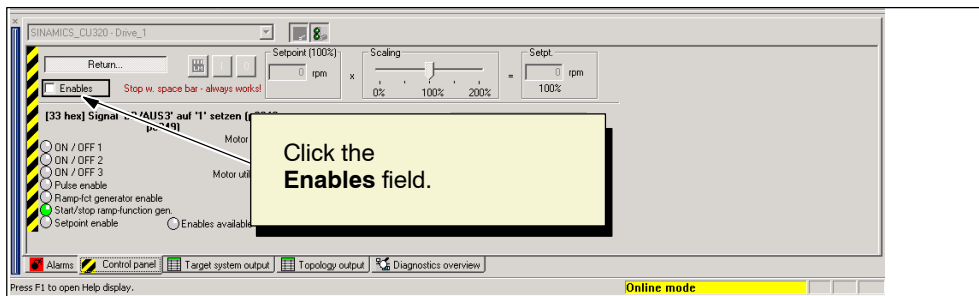 SINAMICS_CU320 - Drive_1
Return...
Setpoint (100%)
0 rpm
x
Scaling
0% 100% 200%
=
Setpt.
0 rpm
100%
Enables
Stop w. space bar - always works!
[33 hex] Signal
/AUS3' auf '1' setzen
Motor
ON / OFF 1
ON / OFF 2
ON / OFF 3
Motor util
Pulse enable
Ramp-fct generator enable
Start/stop ramp-function gen.
Setpoint enable
Enables available
Click the
Enables field.
Alarms Control panel Target system output Topology output Diagnostics overview
Press F1 to open Help display.
Online mode